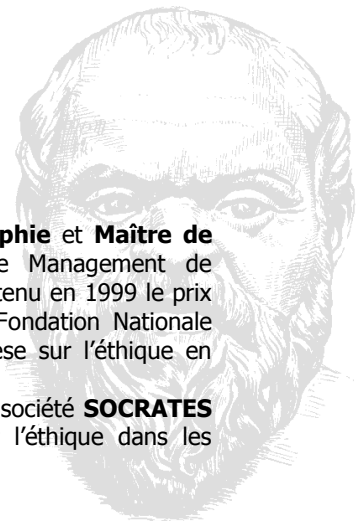 phie et Maître de
e Management de
tenu en 1999 le prix
Fondation Nationale
èse sur l’éthique en
société SOCRATES
l’éthique dans les